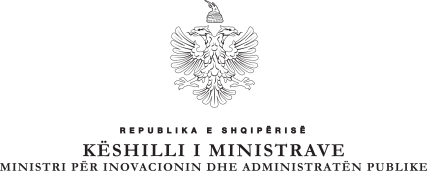 REPUBLIKA E SHQIPËRISË
KËSHILLI I MINISTRAVE
MINISTRI PËR INOVACIONIN DHE ADMINISTRATËN PUBLIKE